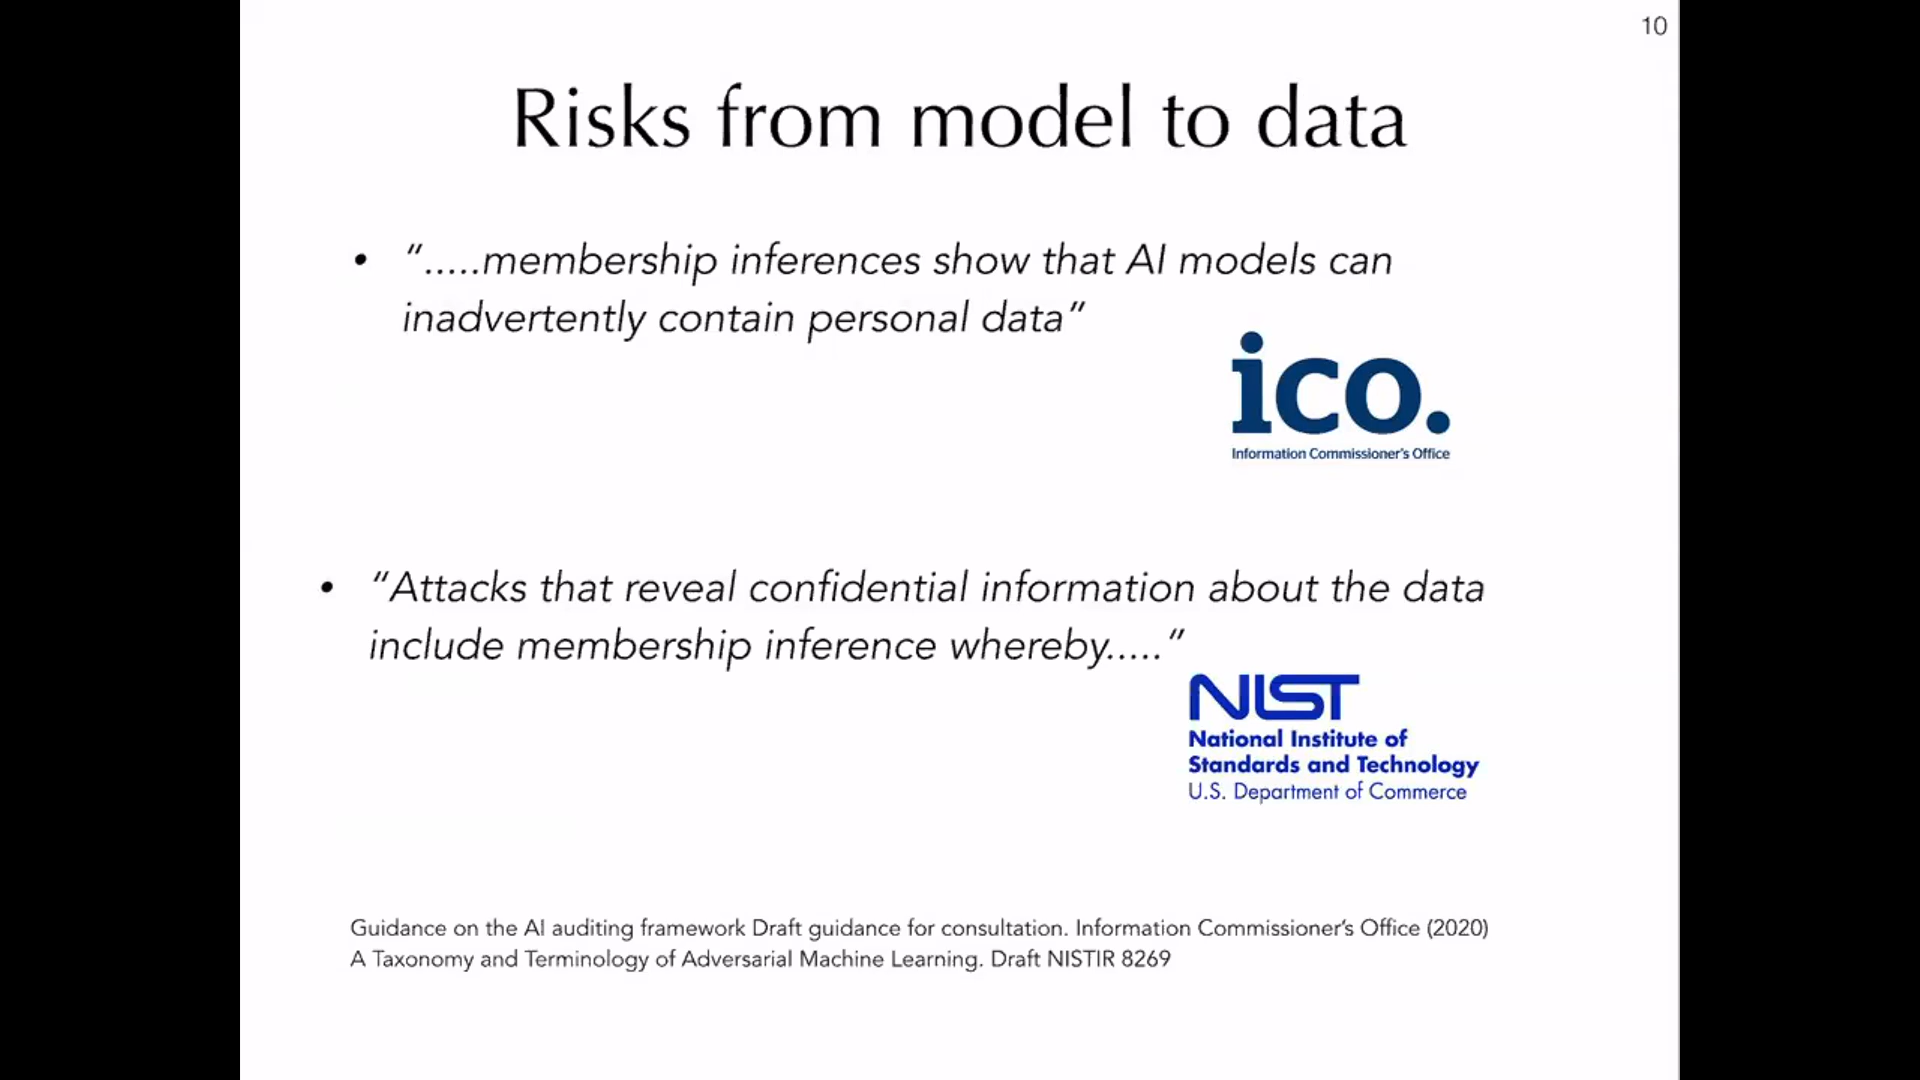 10
Risks from model to data
• “.....membership inferences show that AI models can
inadvertently contain personal data”
ico.
Information Commissioner's Office
• “Attacks that reveal confidential information about the data
include membership inference whereby.....”
NIST
National Institute of
Standards and Technology
U.S. Department of Commerce
Guidance on the AI auditing framework Draft guidance for consultation. Information Commissioner's Office (2020)
A Taxonomy and Terminology of Adversarial Machine Learning. Draft NISTIR 8269